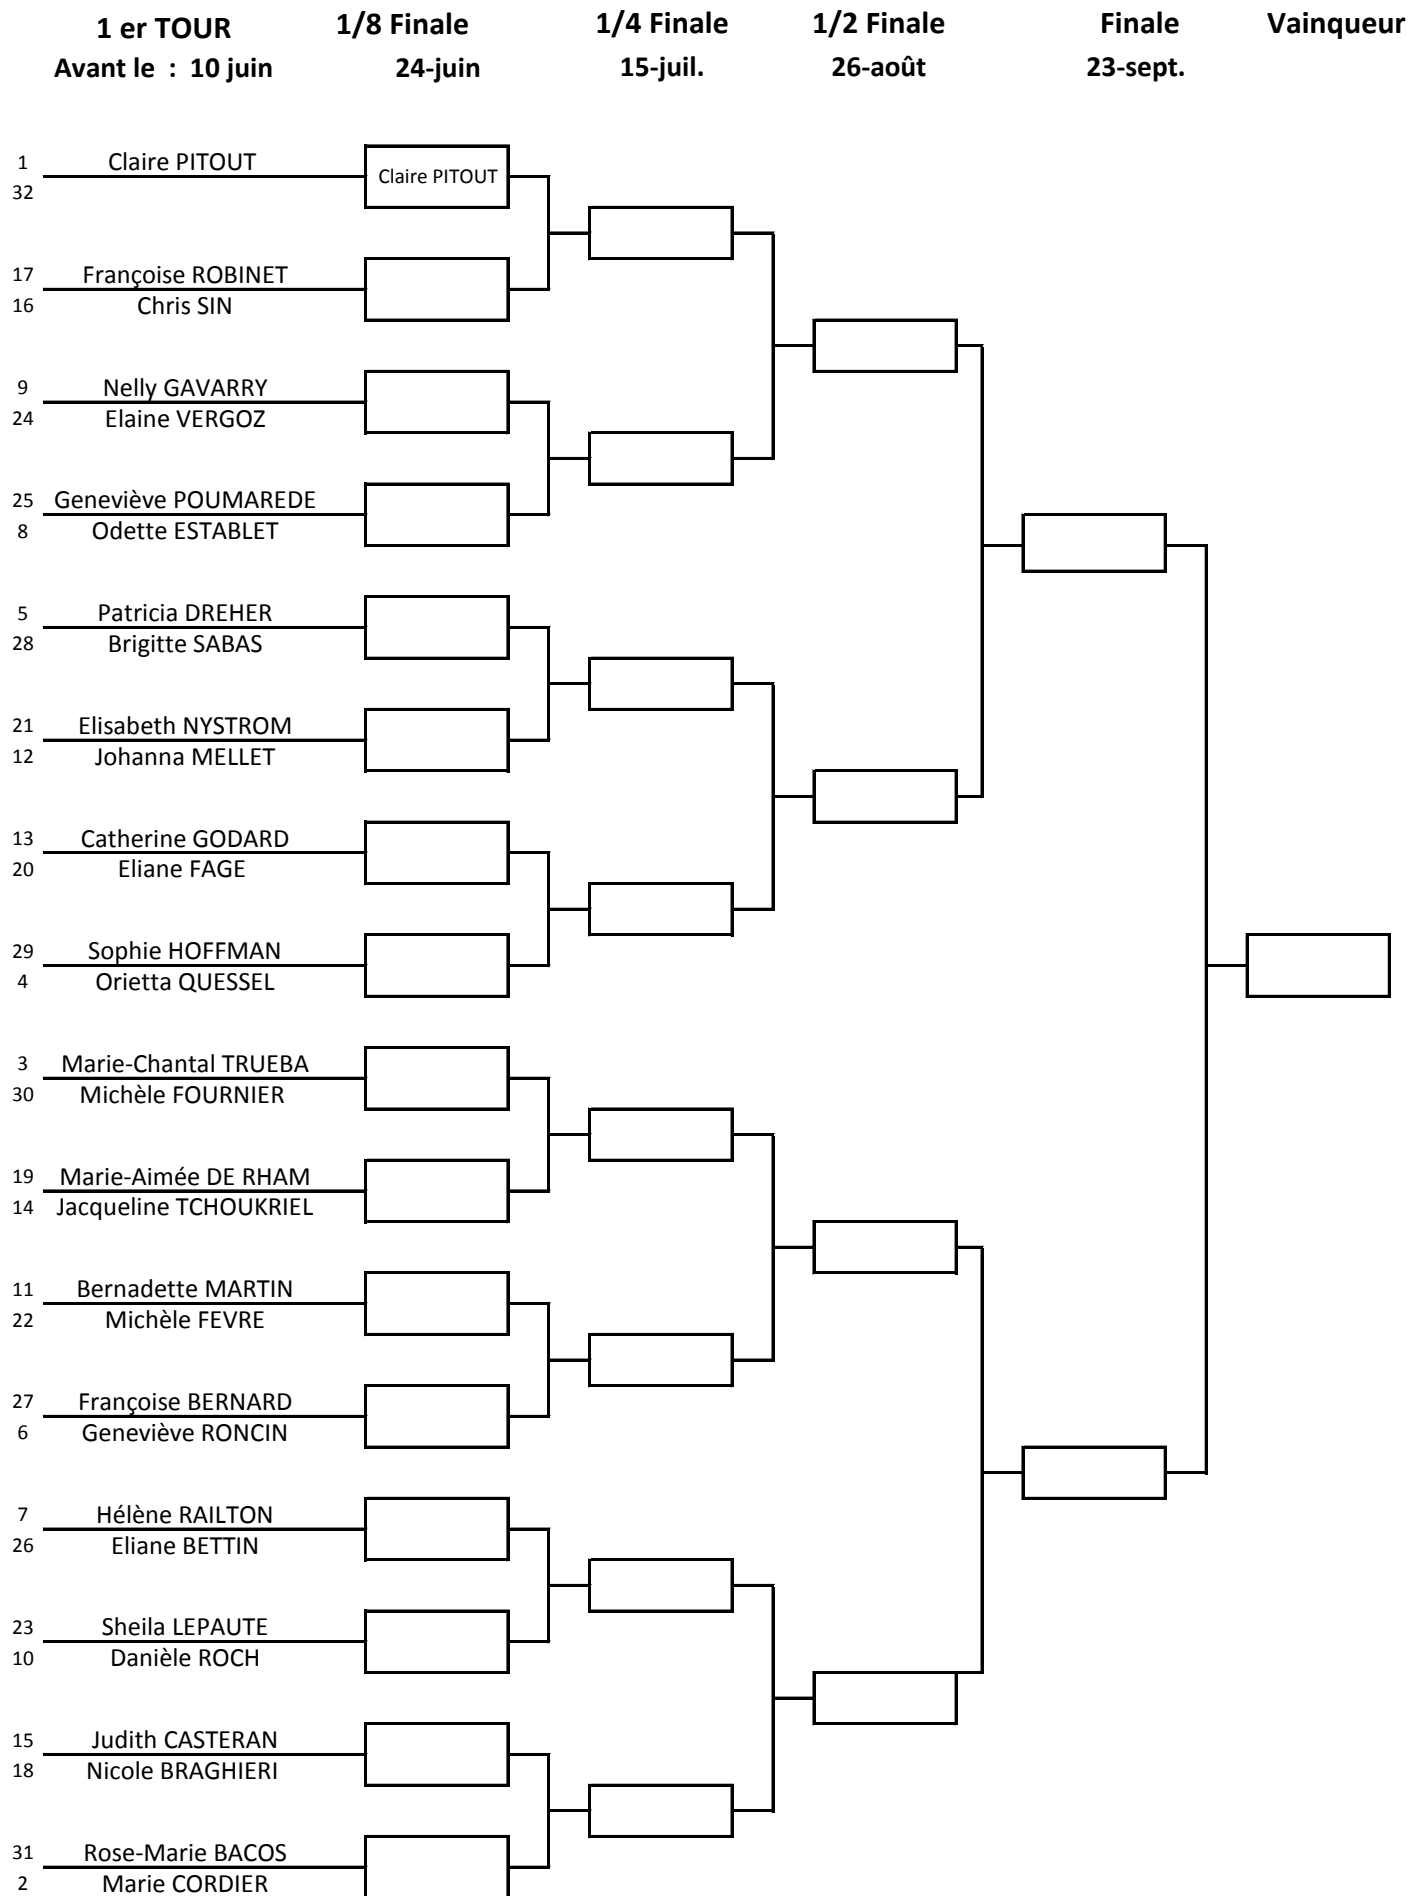 1 er TOUR 1/8 Finale 1/4 Finale 1/2 Finale Finale Vainqueur
Avant le : 10 juin 24-juin 15-juil. 26-août 23-sept.
1 Claire PITOUT Claire PITOUT
32
17 Françoise ROBINET
16 Chris SIN
9 Nelly GAVARRY
24 Elaine VERGOZ
25 Geneviève POUMAREDE
8 Odette ESTABLET
5 Patricia DREHER
28 Brigitte SABAS
21 Elisabeth NYSTROM
12 Johanna MELLET
13 Catherine GODARD
20 Eliane FAGE
29 Sophie HOFFMAN
4 Orietta QUESSEL
3 Marie-Chantal TRUEBA
30 Michèle FOURNIER
19 Marie-Aimée DE RHAM
14 Jacqueline TCHOUKRIEL
11 Bernadette MARTIN
22 Michèle FEVRE
27 Françoise BERNARD
6 Geneviève RONCIN
7 Hélène RAILTON
26 Eliane BETTIN
23 Sheila LEPAUTE
10 Danièle ROCH
15 Judith CASTERAN
18 Nicole BRAGHIERI
31 Rose-Marie BACOS
2 Marie CORDIER